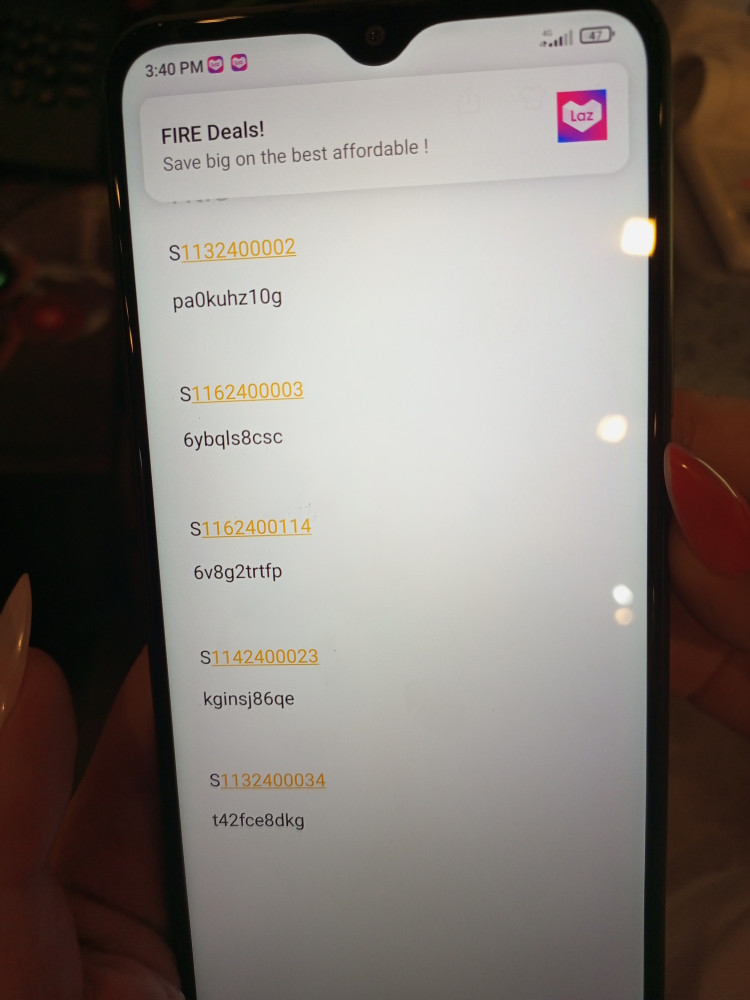 3:40 PM
4G
47
FIRE Deals!
Save big on the best affordable !
Laz
S1132400002
pa0kuhz10g
S1162400003
6ybqls8csc
S1162400114
6v8g2trtfp
S1142400023
kginsj86qe
S1132400034
t42fce8dkg